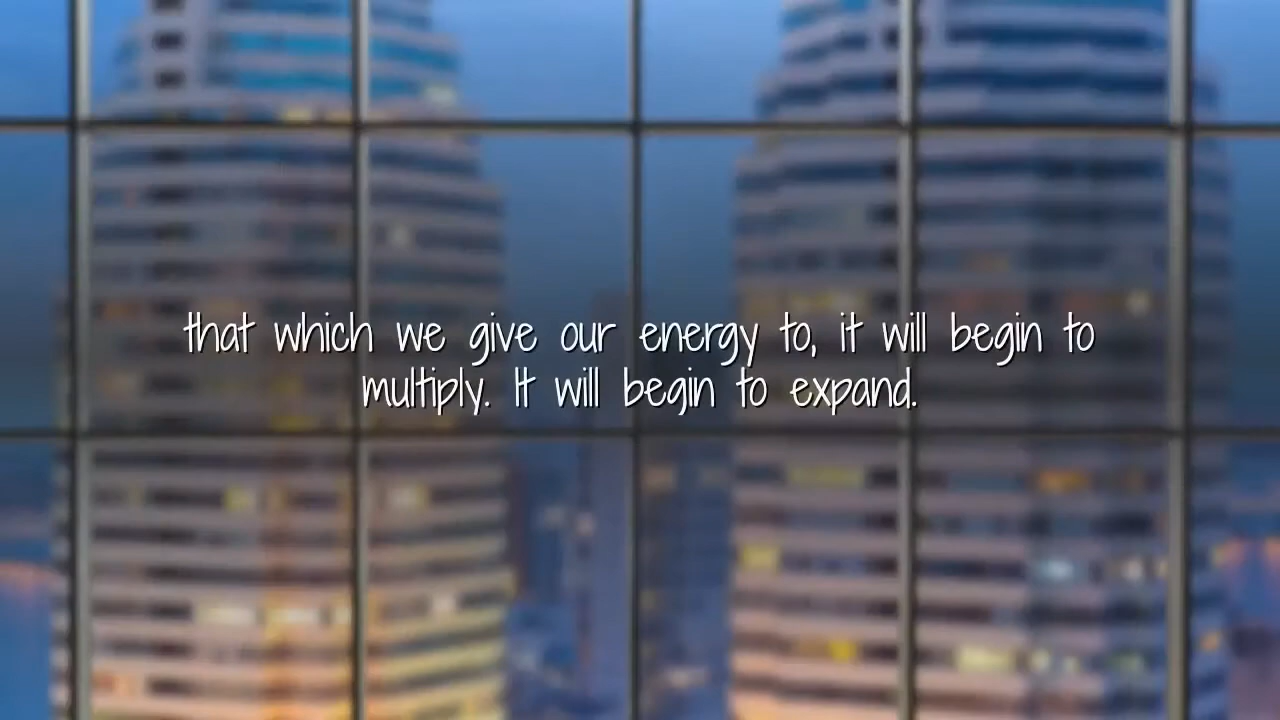 that which we give our energy to, it will begin to
multiply. It will begin to expand.